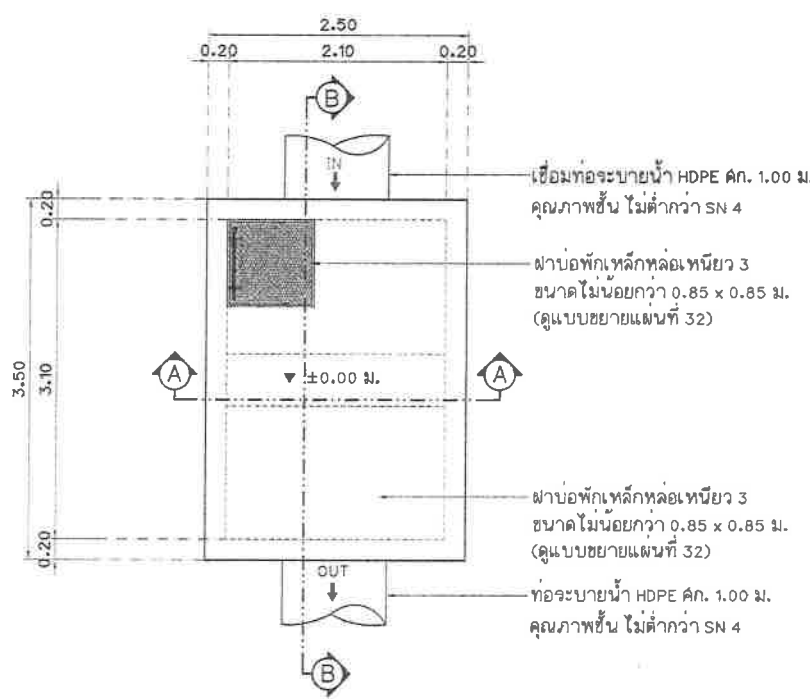 2.50
0.20 2.10 0.20
B
IN
เชื่อมท่อระบายน้ำ HDPE ศก. 1.00 ม.
คุณภาพชั้น ไม่ต่ำกว่า SN 4
0.20
ฝาบ่อพักเหล็กหล่อเหนียว 3
ขนาดไม่น้อยกว่า 0.85 x 0.85 ม.
(ดูแบบขยายแผ่นที่ 32)
3.50
3.10
A
±0.00 ม.
A
ฝาบ่อพักเหล็กหล่อเหนียว 3
ขนาดไม่น้อยกว่า 0.85 x 0.85 ม.
(ดูแบบขยายแผ่นที่ 32)
0.20
OUT
ท่อระบายน้ำ HDPE ศก. 1.00 ม.
คุณภาพชั้น ไม่ต่ำกว่า SN 4
B